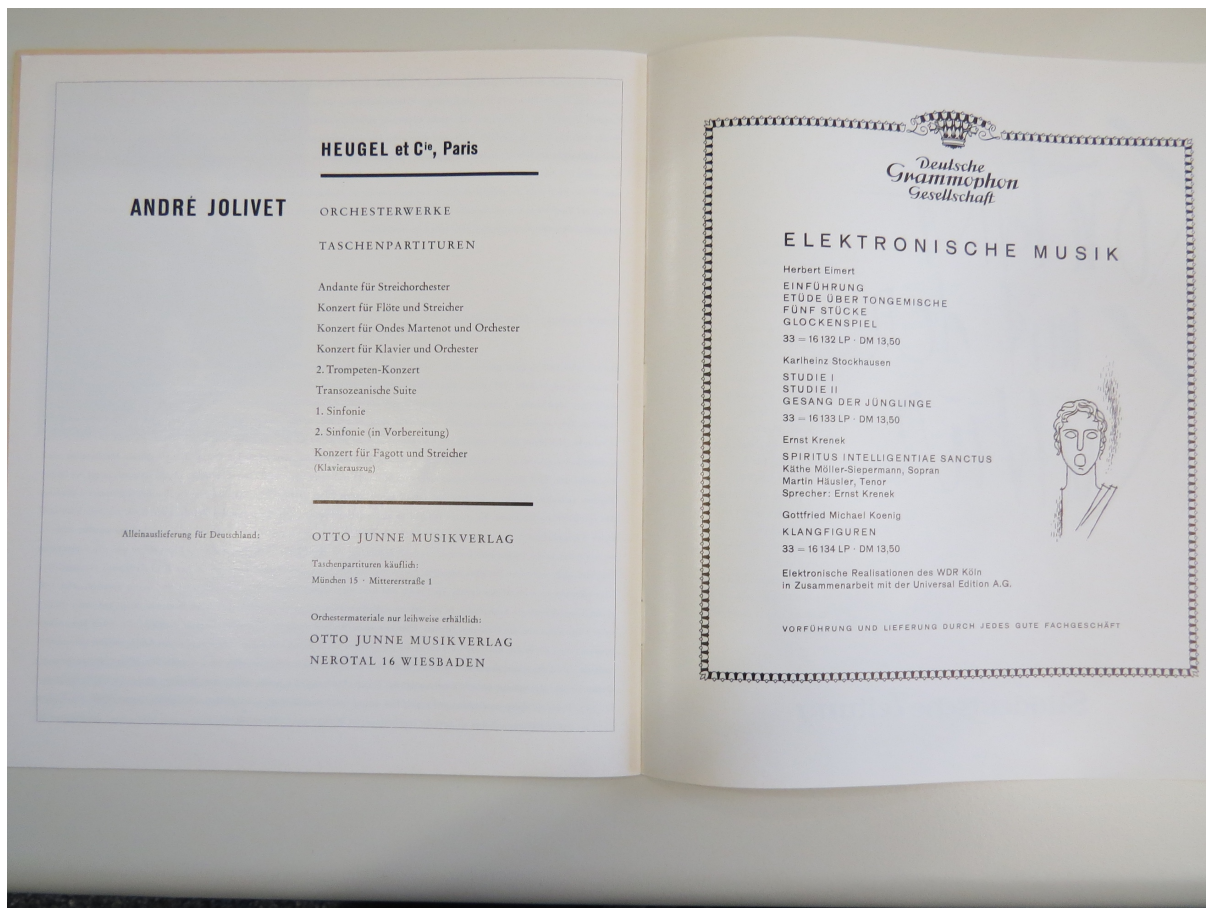 HEUGEL et Cie, Paris
ANDRÉ JOLIVET
ORCHESTERWERKE
TASCHENPARTITUREN
Andante für Streichorchester
Konzert für Flöte und Streicher
Konzert für Ondes Martenot und Orchester
Konzert für Klavier und Orchester
2. Trompeten-Konzert
Transozeanische Suite
1. Sinfonie
2. Sinfonie (in Vorbereitung)
Konzert für Fagott und Streicher
(Klavierauszug)
Alleinauslieferung für Deutschland:
OTTO JUNNE MUSIKVERLAG
Taschenpartituren käuflich:
München 15 · Mittererstraße 1
Orchestermateriale nur leihweise erhältlich:
OTTO JUNNE MUSIKVERLAG
NEROTAL 16 WIESBADEN
Deutsche
Grammophon
Gesellschaft
ELEKTRONISCHE MUSIK
Herbert Eimert
EINFÜHRUNG
ETÜDE ÜBER TONGEMISCHE
FÜNF STÜCKE
GLOCKENSPIEL
33 = 16132 LP · DM 13,50
Karlheinz Stockhausen
STUDIE I
STUDIE II
GESANG DER JÜNGLINGE
33 = 16133 LP · DM 13,50
Ernst Krenek
SPIRITUS INTELLIGENTIAE SANCTUS
Käthe Möller-Siepermann, Sopran
Martin Häusler, Tenor
Sprecher: Ernst Krenek
Gottfried Michael Koenig
KLANGFIGUREN
33 = 16134 LP · DM 13,50
Elektronische Realisationen des WDR Köln
in Zusammenarbeit mit der Universal Edition A.G.
VORFÜHRUNG UND LIEFERUNG DURCH JEDES GUTE FACHGESCHÄFT